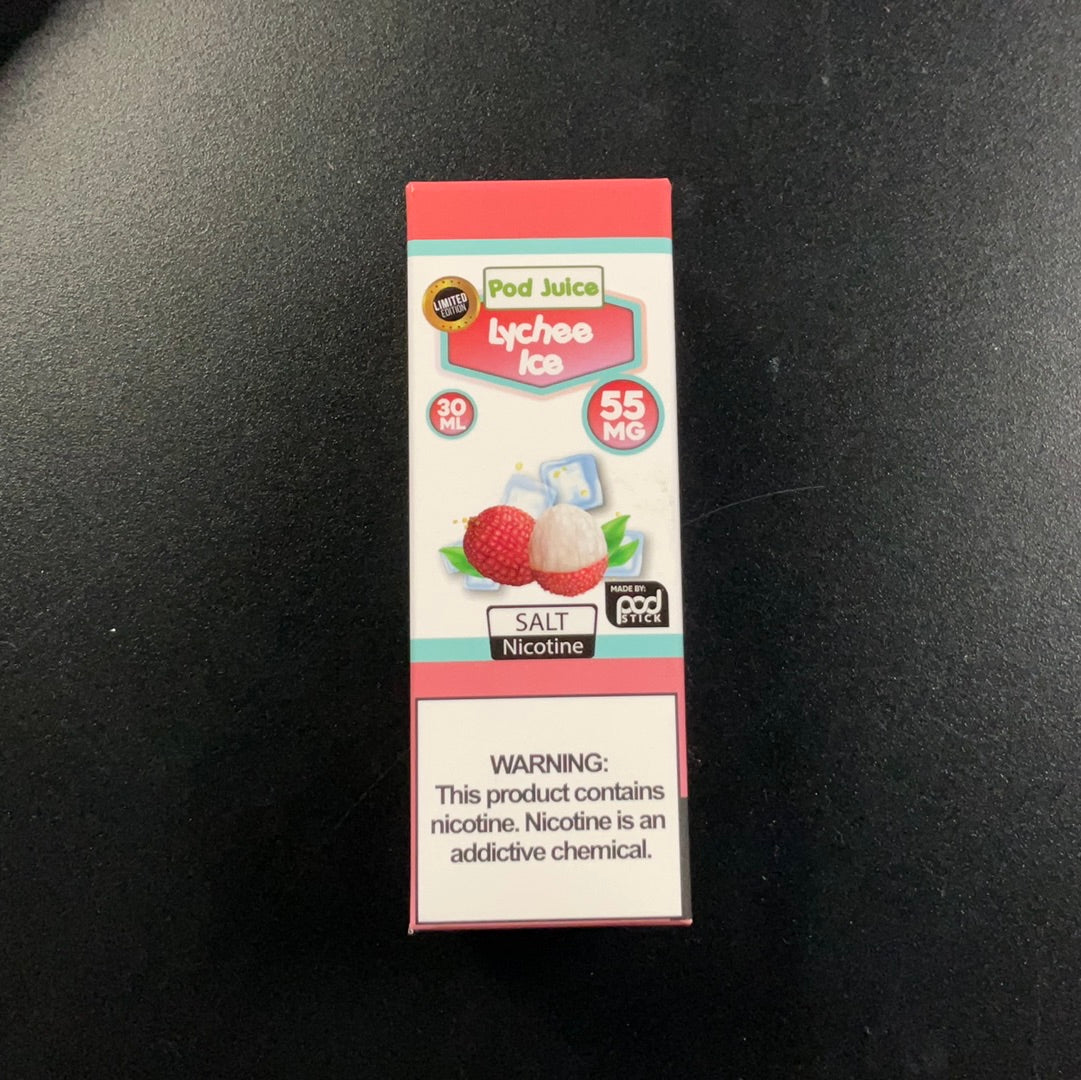 LIMITED
EDITION
Pod Juice
Lychee
Ice
30
ML
55
MG
MADE BY:
pod
STICK
SALT
Nicotine
WARNING:
This product contains
nicotine. Nicotine is an
addictive chemical.